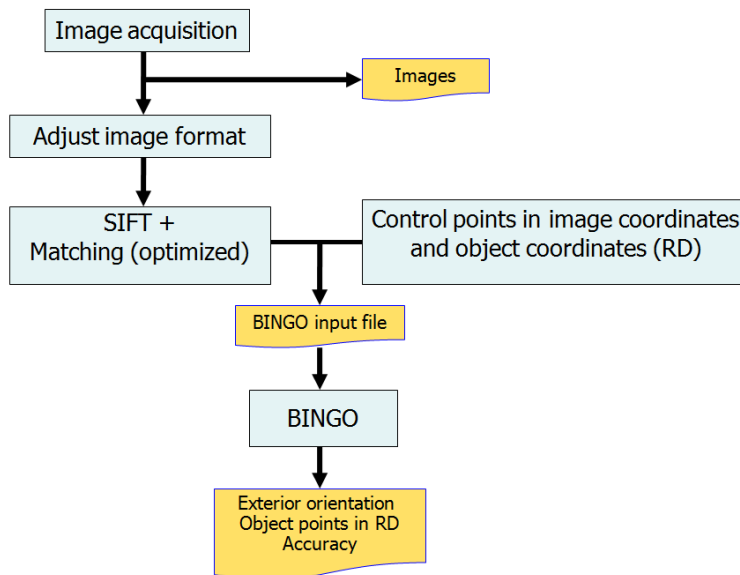 Image acquisition
Images
Adjust image format
SIFT +
Matching (optimized)
Control points in image coordinates
and object coordinates (RD)
BINGO input file
BINGO
Exterior orientation
Object points in RD
Accuracy